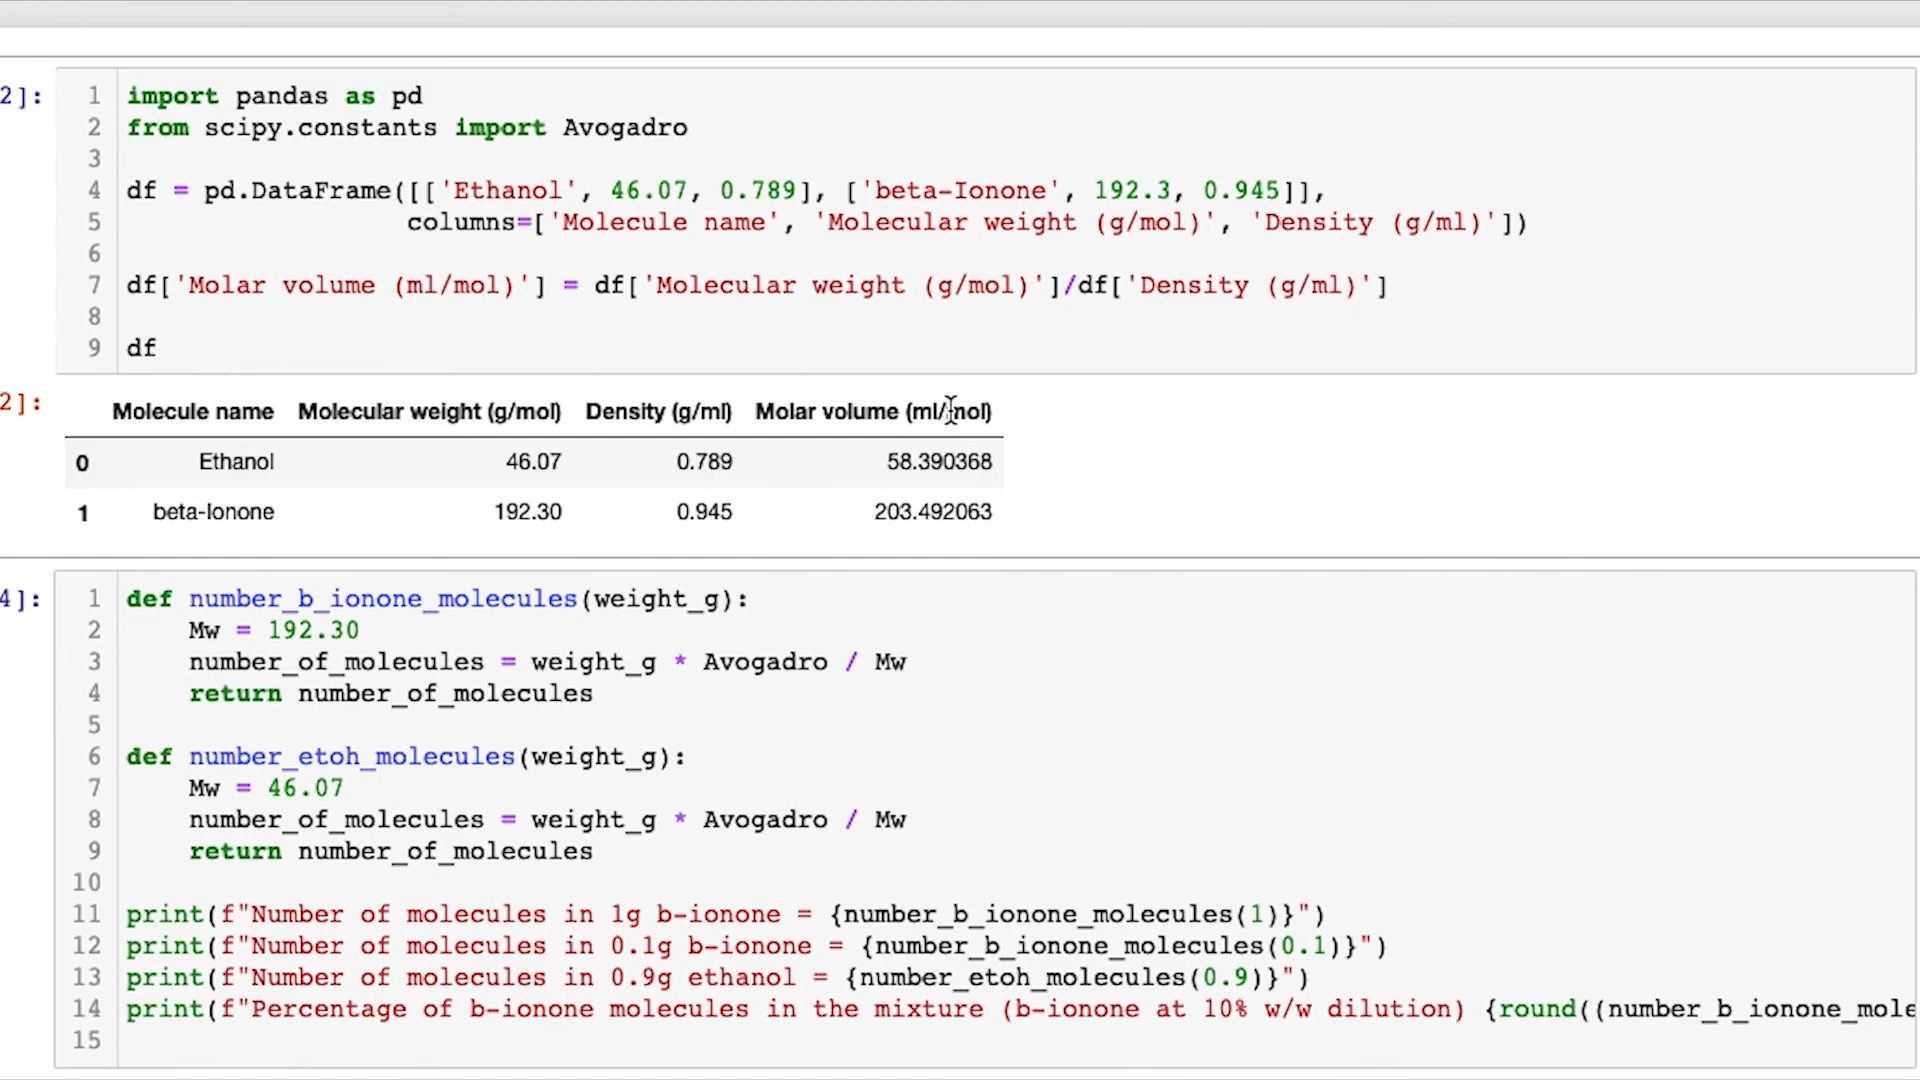 2]:
1 import pandas as pd
2 from scipy.constants import Avogadro
3
4 df = pd.DataFrame([['Ethanol', 46.07, 0.789], ['beta-Ionone', 192.3, 0.945]],
5                   columns=['Molecule name', 'Molecular weight (g/mol)', 'Density (g/ml)'])
6
7 df['Molar volume (ml/mol)'] = df['Molecular weight (g/mol)']/df['Density (g/ml)']
8
9 df
2]:
Molecule name Molecular weight (g/mol) Density (g/ml) Molar volume (ml/mol)
0 Ethanol 46.07 0.789 58.390368
1 beta-Ionone 192.30 0.945 203.492063
4]:
1 def number_b_ionone_molecules(weight_g):
2     Mw = 192.30
3     number_of_molecules = weight_g * Avogadro / Mw
4     return number_of_molecules
5
6 def number_etoh_molecules(weight_g):
7     Mw = 46.07
8     number_of_molecules = weight_g * Avogadro / Mw
9     return number_of_molecules
10
11 print(f"Number of molecules in 1g b-ionone = {number_b_ionone_molecules(1)}")
12 print(f"Number of molecules in 0.1g b-ionone = {number_b_ionone_molecules(0.1)}")
13 print(f"Number of molecules in 0.9g ethanol = {number_etoh_molecules(0.9)}")
14 print(f"Percentage of b-ionone molecules in the mixture (b-ionone at 10% w/w dilution) {round((number_b_ionone_mole
15